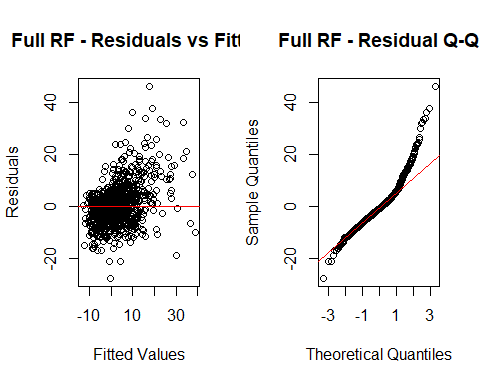 Full RF - Residuals vs Fitt
Residuals
40
20
0
-20
-10 10 30
Fitted Values
Full RF - Residual Q-Q
Sample Quantiles
40
20
0
-20
-3 -1 1 3
Theoretical Quantiles